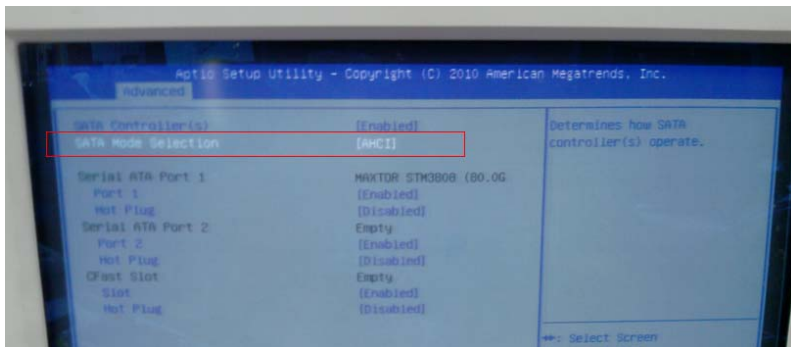 Aptio Setup Utility - Copyright (C) 2010 American Megatrends, Inc.
Advanced
SATA Controller(s) [Enabled]
SATA Mode Selection [AHCI]
Serial ATA Port 1 MAXTOR STM3808 (80.0G
Port 1 [Enabled]
Hot Plug [Disabled]
Serial ATA Port 2 Empty
Port 2 [Enabled]
Hot Plug [Disabled]
CFast Slot Empty
Slot [Enabled]
Hot Plug [Disabled]
Determines how SATA
controller(s) operate.
: Select Screen